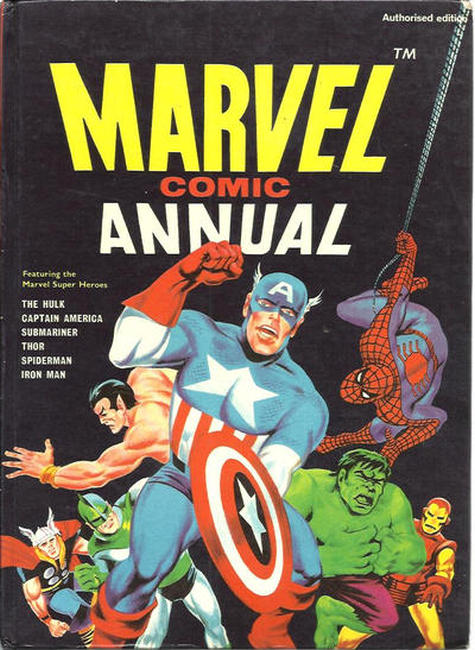 Authorised edition
TM
MARVEL
COMIC
ANNUAL
Featuring the
Marvel Super Heroes
THE HULK
CAPTAIN AMERICA
SUBMARINER
THOR
SPIDERMAN
IRON MAN
A